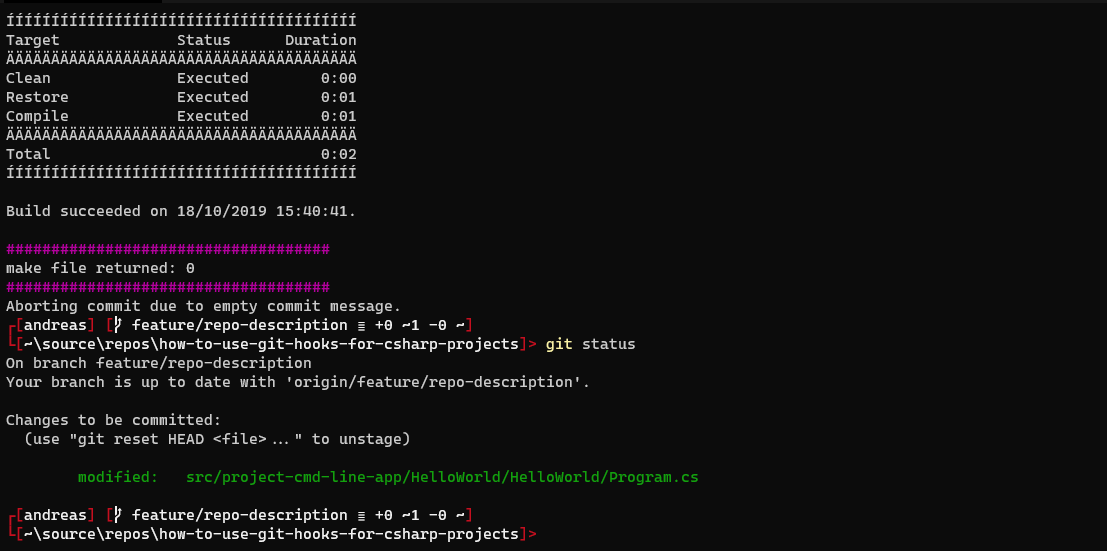 ÍÍÍÍÍÍÍÍÍÍÍÍÍÍÍÍÍÍÍÍÍÍÍÍÍÍÍÍÍÍÍÍÍÍÍÍÍÍÍ
Target             Status      Duration
ÄÄÄÄÄÄÄÄÄÄÄÄÄÄÄÄÄÄÄÄÄÄÄÄÄÄÄÄÄÄÄÄÄÄÄÄÄÄÄ
Clean              Executed        0:00
Restore            Executed        0:01
Compile            Executed        0:01
ÄÄÄÄÄÄÄÄÄÄÄÄÄÄÄÄÄÄÄÄÄÄÄÄÄÄÄÄÄÄÄÄÄÄÄÄÄÄÄ
Total                              0:02
ÍÍÍÍÍÍÍÍÍÍÍÍÍÍÍÍÍÍÍÍÍÍÍÍÍÍÍÍÍÍÍÍÍÍÍÍÍÍÍ
Build succeeded on 18/10/2019 15:40:41.
####################################
make file returned: 0
####################################
Aborting commit due to empty commit message.
┌[andreas] [ feature/repo-description ≡ +0 ~1 -0 ~]
└[~\source\repos\how-to-use-git-hooks-for-csharp-projects]> git status
On branch feature/repo-description
Your branch is up to date with 'origin/feature/repo-description'.
Changes to be committed:
  (use "git reset HEAD <file>..." to unstage)
        modified:   src/project-cmd-line-app/HelloWorld/HelloWorld/Program.cs
┌[andreas] [ feature/repo-description ≡ +0 ~1 -0 ~]
└[~\source\repos\how-to-use-git-hooks-for-csharp-projects]>